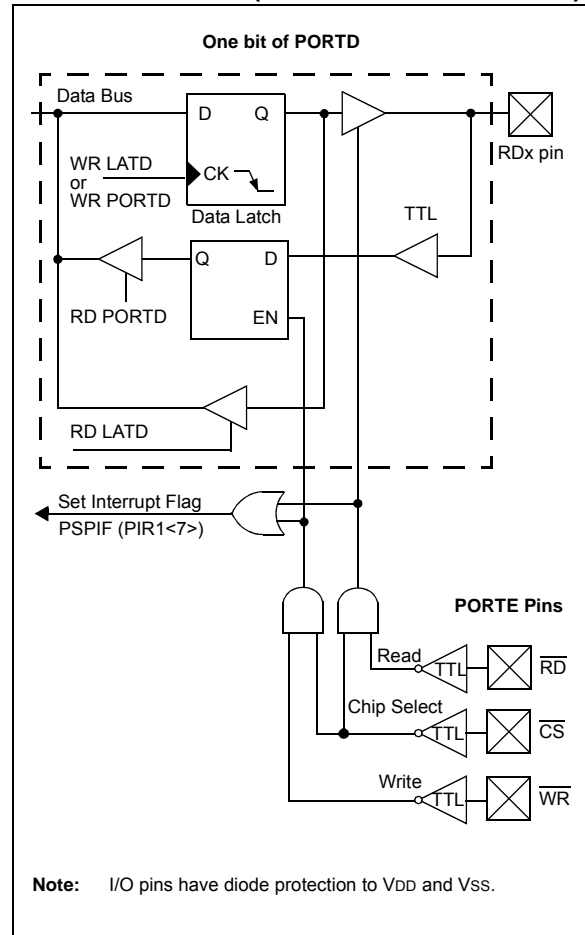 One bit of PORTD
Data Bus
D Q
RDx pin
WR LATD
or
WR PORTD
CK
Data Latch
TTL
Q D
RD PORTD
EN
RD LATD
Set Interrupt Flag
PSPIF (PIR1<7>)
PORTE Pins
Read
TTL
RD
Chip Select
TTL
CS
Write
TTL
WR
Note: I/O pins have diode protection to VDD and VSS.